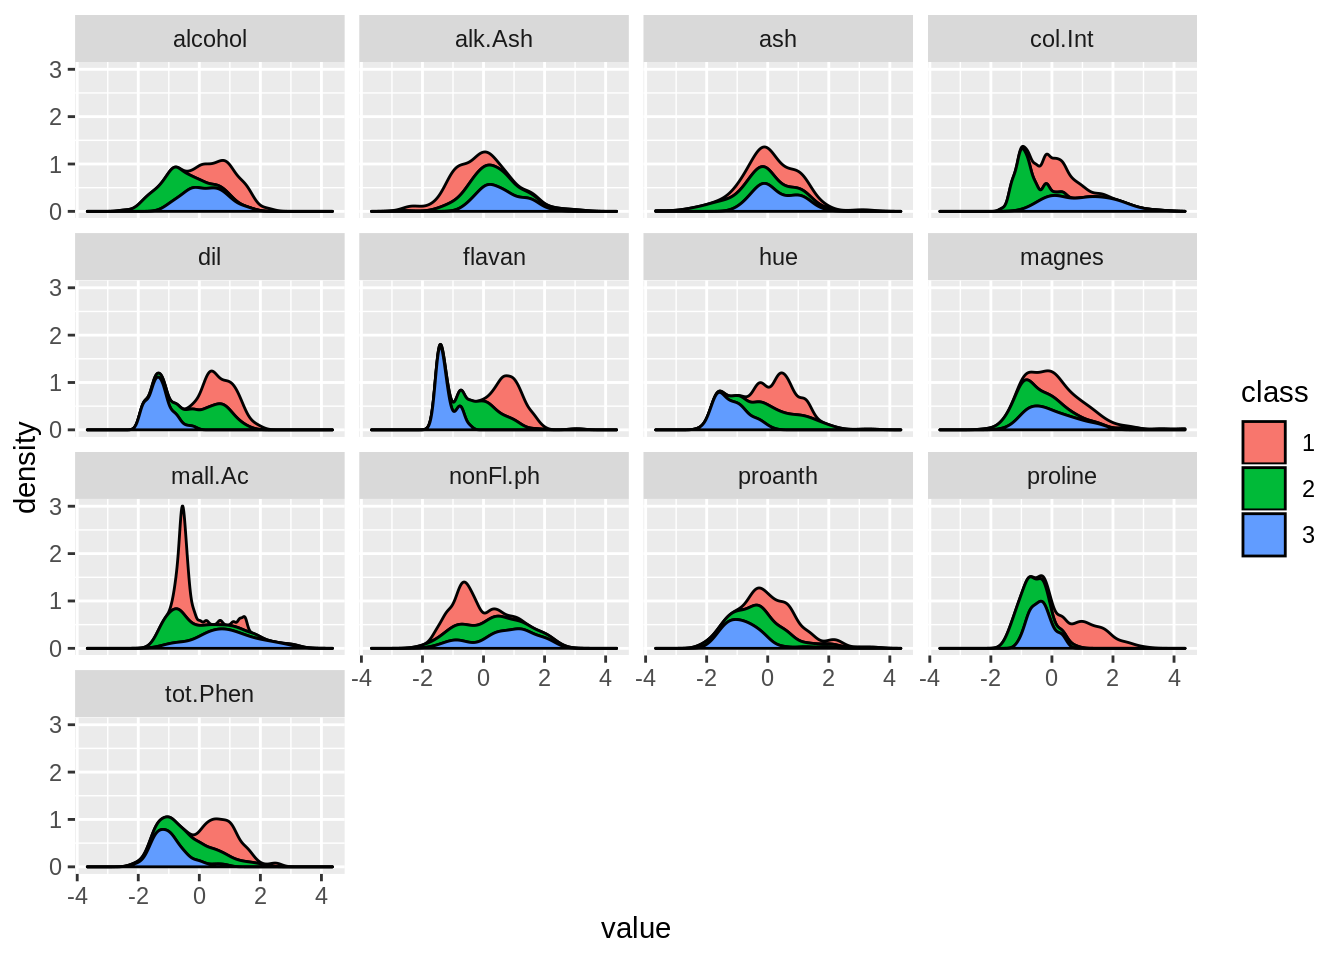 alcohol alk.Ash ash col.Int
3
2
1
0
dil flavan hue magnes
3
2
1
0
mall.Ac nonFl.ph proanth proline
3
2
1
0
-4 -2 0 2 4 -4 -2 0 2 4 -4 -2 0 2 4
tot.Phen
3
2
1
0
-4 -2 0 2 4
value
density
class
1
2
3